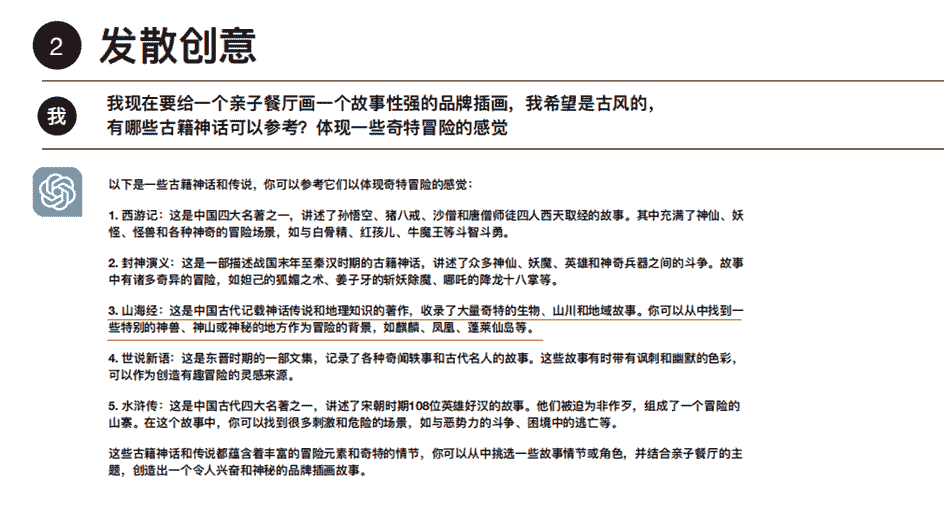 2 发散创意
我 我现在要给一个亲子餐厅画一个故事性强的品牌插画，我希望是古风的，
有哪些古籍神话可以参考？体现一些奇特冒险的感觉
以下是一些古籍神话和传说，你可以参考它们以体现奇特冒险的感觉：
1. 西游记：这是中国四大名著之一，讲述了孙悟空、猪八戒、沙僧和唐僧师徒四人西天取经的故事。其中充满了神仙、妖
怪、怪兽和各种神奇的冒险场景，如与白骨精、红孩儿、牛魔王等斗智斗勇。
2. 封神演义：这是一部描述战国末年至秦汉时期的古籍神话，讲述了众多神仙、妖魔、英雄和神奇兵器之间的斗争。故事
中有诸多奇异的冒险，如妲己的狐媚之术、姜子牙的斩妖除魔、哪吒的降龙十八掌等。
3. 山海经：这是中国古代记载神话传说和地理知识的著作，收录了大量奇特的生物、山川和地域故事。你可以从中找到一
些特别的神兽、神山或神秘的地方作为冒险的背景，如麒麟、凤凰、蓬莱仙岛等。
4. 世说新语：这是东晋时期的一部文集，记录了各种奇闻轶事和古代名人的故事。这些故事有时带有讽刺和幽默的色彩，
可以作为创造有趣冒险的灵感来源。
5. 水浒传：这是中国古代四大名著之一，讲述了宋朝时期108位英雄好汉的故事。他们被迫为非作歹，组成了一个冒险的
山寨。在这个故事中，你可以找到很多刺激和危险的场景，如与恶势力的斗争、困境中的逃亡等。
这些古籍神话和传说都蕴含着丰富的冒险元素和奇特的情节，你可以从中挑选一些故事情节或角色，并结合亲子餐厅的主
题，创造出一个令人兴奋和神秘的品牌插画故事。